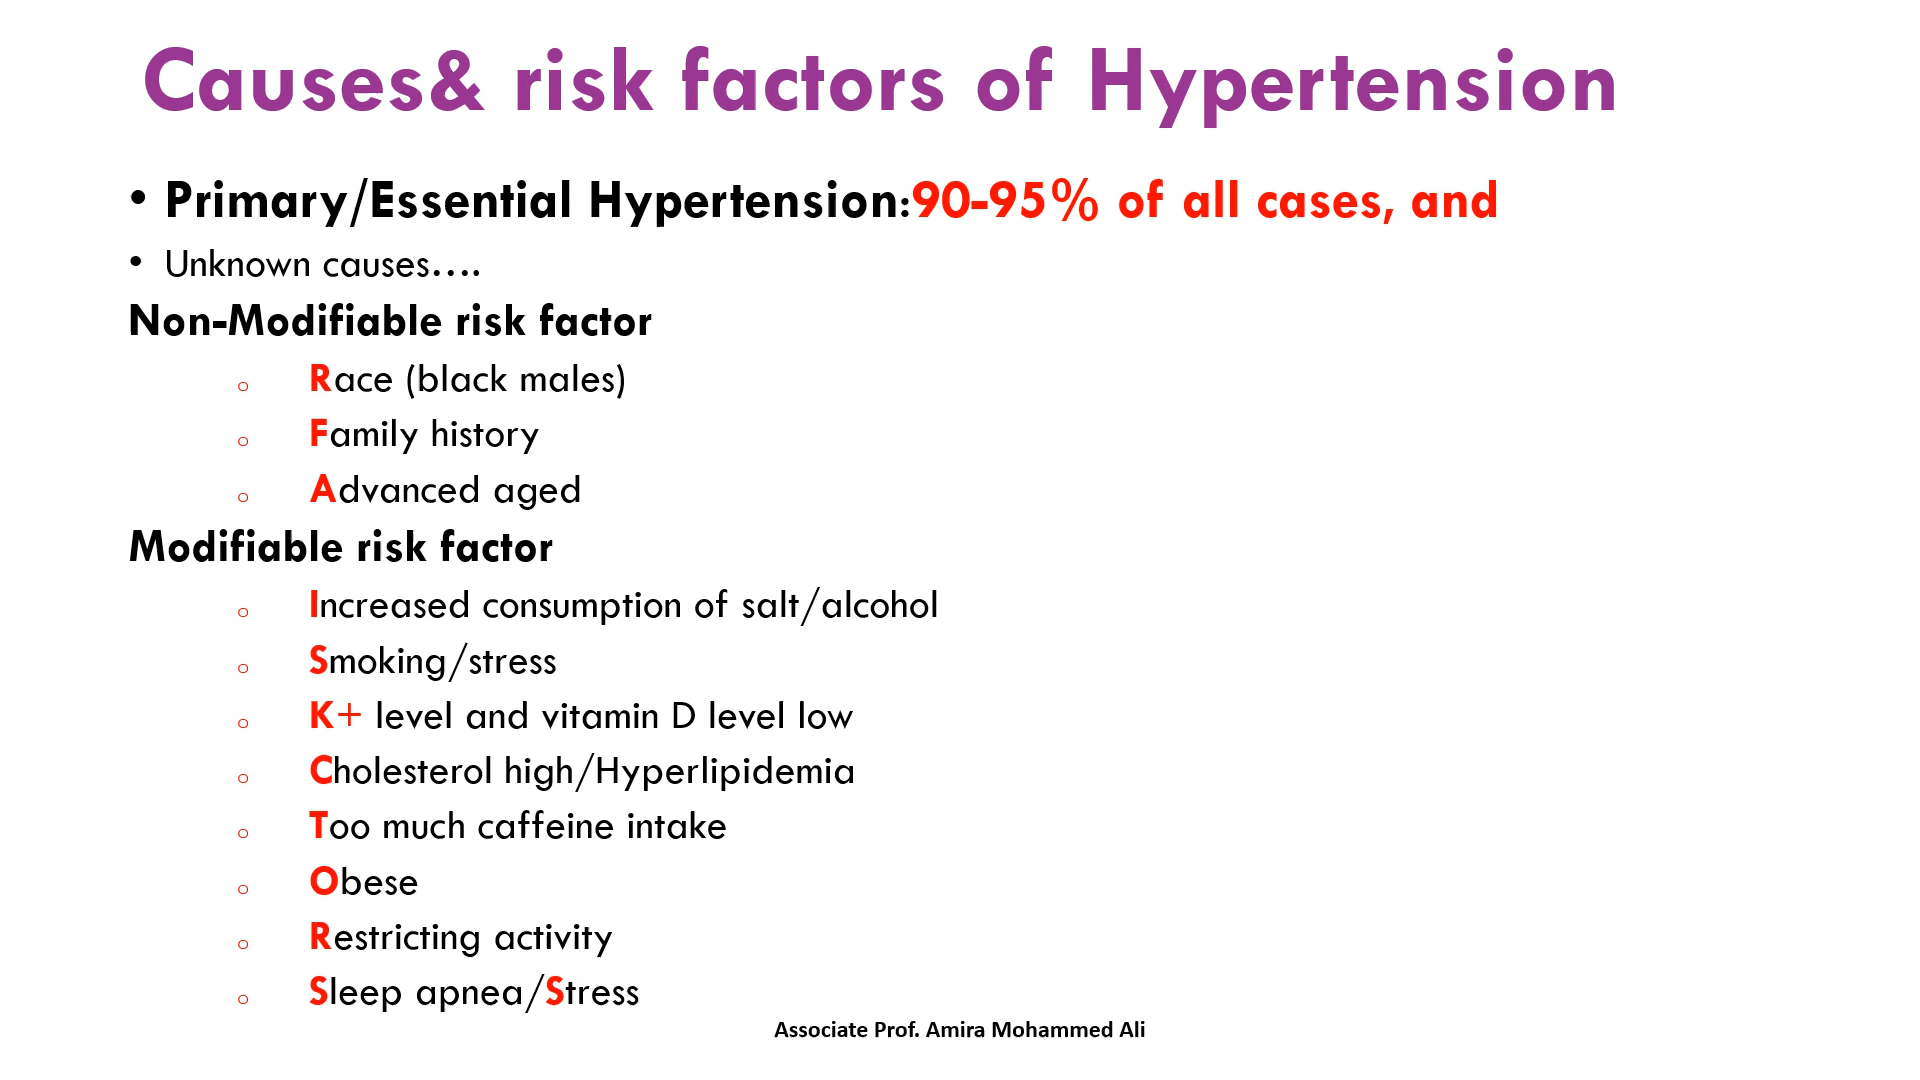 Causes& risk factors of Hypertension
• Primary/Essential Hypertension:90-95% of all cases, and
• Unknown causes….
Non-Modifiable risk factor
o Race (black males)
o Family history
o Advanced aged
Modifiable risk factor
o Increased consumption of salt/alcohol
o Smoking/stress
o K+ level and vitamin D level low
o Cholesterol high/Hyperlipidemia
o Too much caffeine intake
o Obese
o Restricting activity
o Sleep apnea/Stress
Associate Prof. Amira Mohammed Ali